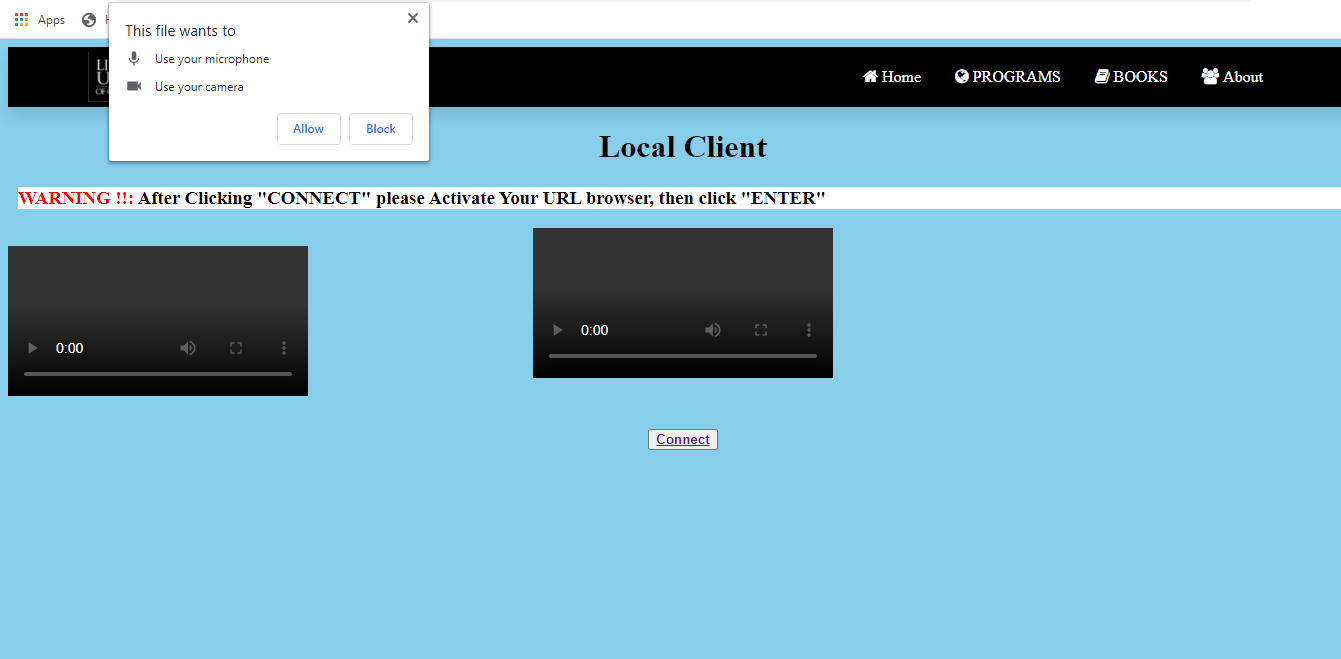 Apps
This file wants to
Use your microphone
Use your camera
Allow Block
Home PROGRAMS BOOKS About
Local Client
WARNING !!: After Clicking "CONNECT" please Activate Your URL browser, then click "ENTER"
0:00
0:00
Connect